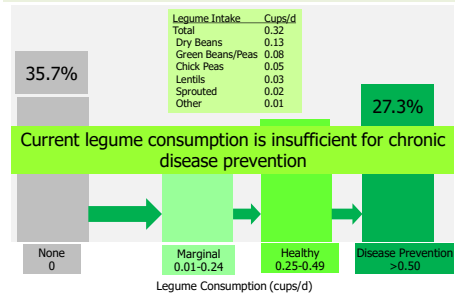 Legume Intake Cups/d
Total 0.32
Dry Beans 0.13
Green Beans/Peas 0.08
Chick Peas 0.05
Lentils 0.03
Sprouted 0.02
Other 0.01
35.7%
27.3%
Current legume consumption is insufficient for chronic
disease prevention
None
0
Marginal
0.01-0.24
Healthy
0.25-0.49
Disease Prevention
>0.50
Legume Consumption (cups/d)